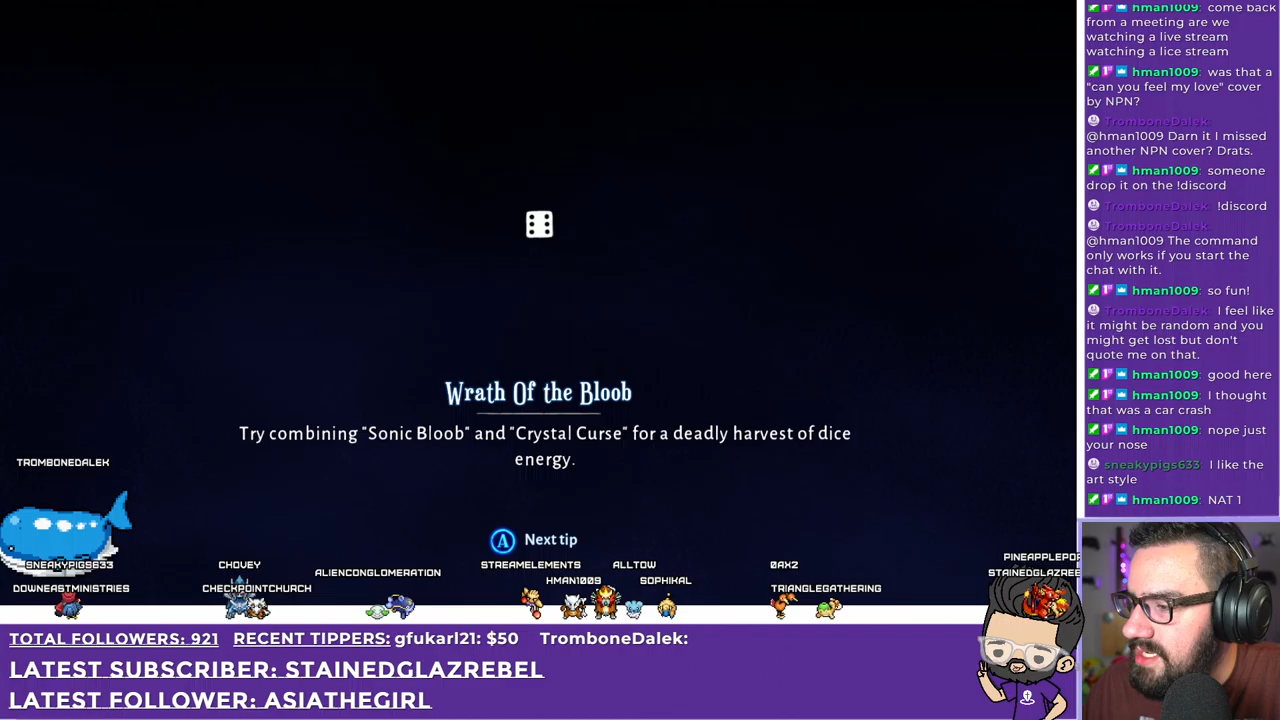 hman1009: come back
from a meeting are we
watching a live stream
watching a lice stream
hman1009: was that a
"can you feel my love" cover
by NPN?
TromboneDalek:
@hman1009 Darn it I missed
another NPN cover? Drats.
hman1009: someone
drop it on the !discord
TromboneDalek: !discord
TromboneDalek:
@hman1009 The command
only works if you start the
chat with it.
hman1009: so fun!
TromboneDalek: I feel like
it might be random and you
might get lost but don't
quote me on that.
hman1009: good here
hman1009: I thought
that was a car crash
hman1009: nope just
your nose
sneakypigs633: I like the
art style
hman1009: NAT 1
Wrath Of the Bloob
Try combining "Sonic Bloob" and "Crystal Curse" for a deadly harvest of dice
energy.
A Next tip
TROMBONEDALEK
SNEAKYPIGS633
DOWNEASTMINISTRIES
CHOVEY
CHECKPOINTCHURCH
ALIENCONGLOMERATION
STREAMELEMENTS
HMAN1009
ALLTOW
SOPHIKAL
0AX2
TRIANGLEGATHERING
PINEAPPLEPOP
STAINEDGLAZREBE
TOTAL FOLLOWERS: 921 RECENT TIPPERS: gfukarl21: $50 TromboneDalek:
LATEST SUBSCRIBER: STAINEDGLAZREBEL
LATEST FOLLOWER: ASIATHEGIRL